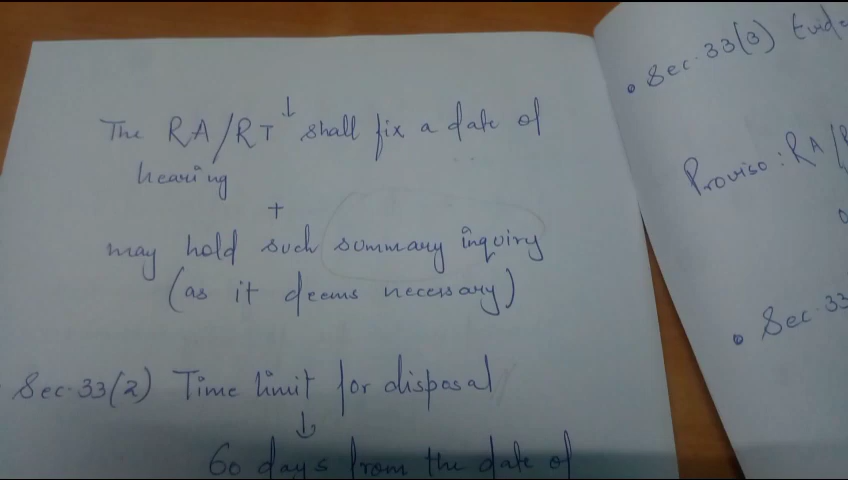 The RA/RT ↓ shall fix a date of
hearing
+
may hold such summary inquiry
(as it deems necessary)
Sec.33(2) Time limit for disposal
↓
60 days from the date of
• Sec.33(3)
Proviso: RA/
• Sec.33